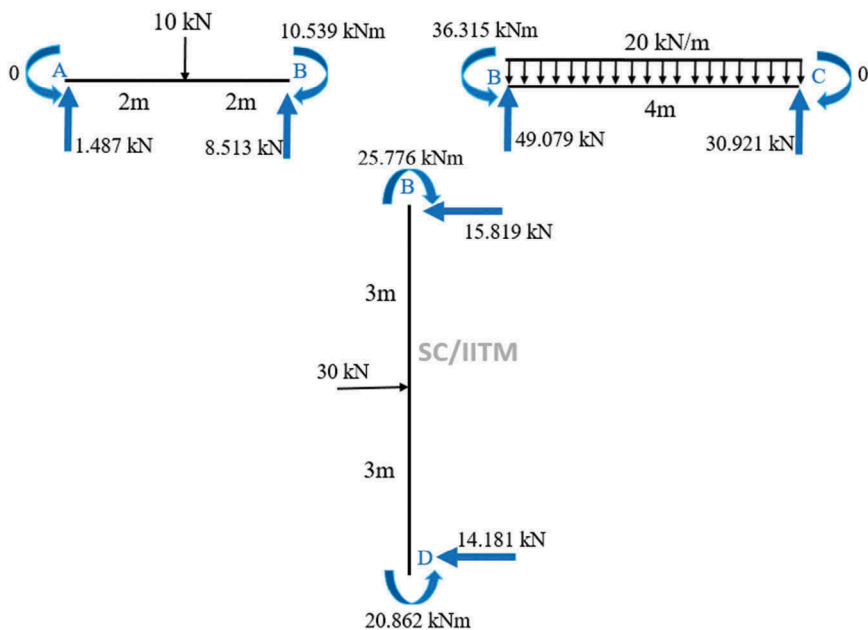 10 kN
10.539 kNm
0
A
B
2m
2m
1.487 kN
8.513 kN
36.315 kNm
20 kN/m
B
C
0
4m
49.079 kN
30.921 kN
25.776 kNm
B
15.819 kN
3m
SC/IITM
30 kN
3m
14.181 kN
D
20.862 kNm